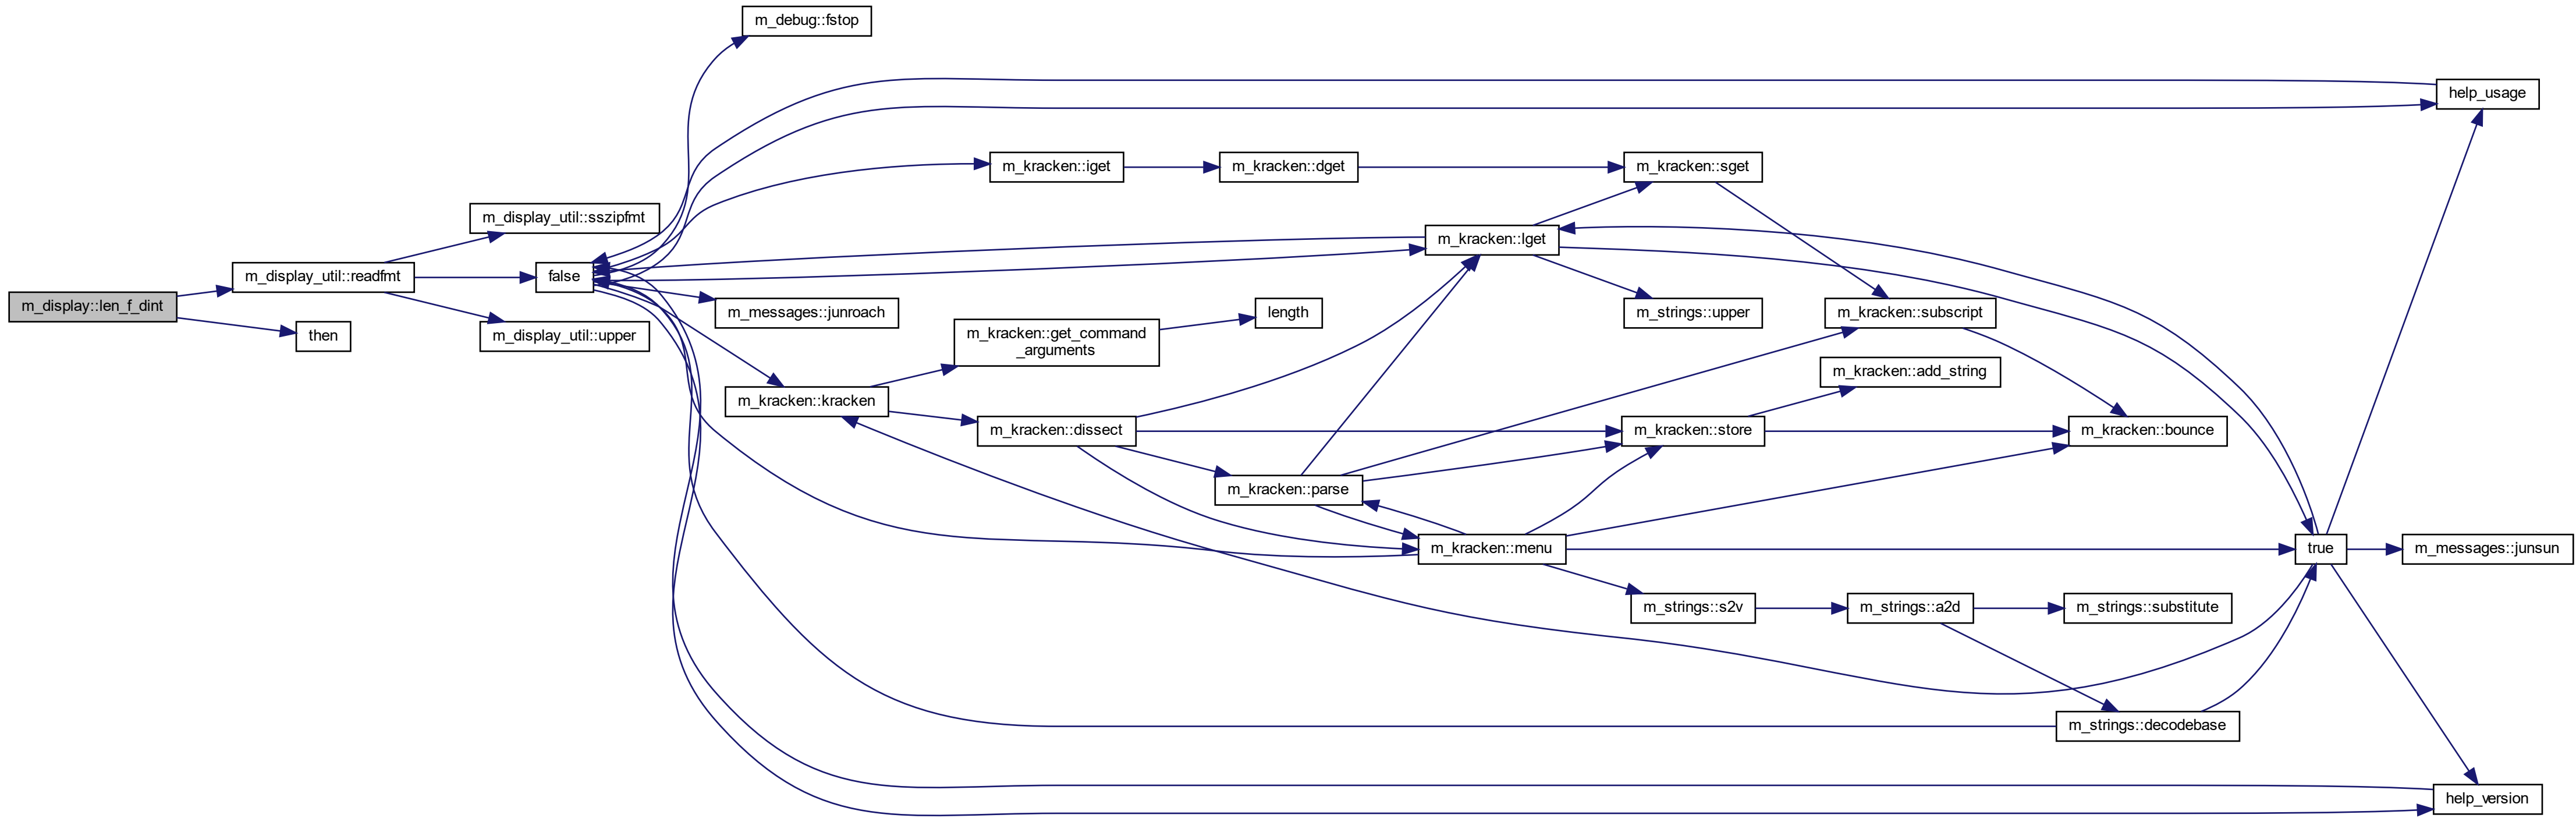 m_debug::fstop
help_usage
m_kracken::iget
m_kracken::dget
m_kracken::sget
m_display_util::sszipfmt
m_kracken::lget
m_display_util::readfmt
false
m_display::len_f_dint
m_messages::junroach
length
m_strings::upper
m_kracken::subscript
then
m_display_util::upper
m_kracken::get_command
_arguments
m_kracken::add_string
m_kracken::kracken
m_kracken::dissect
m_kracken::store
m_kracken::bounce
m_kracken::parse
m_kracken::menu
true
m_messages::junsun
m_strings::s2v
m_strings::a2d
m_strings::substitute
m_strings::decodebase
help_version